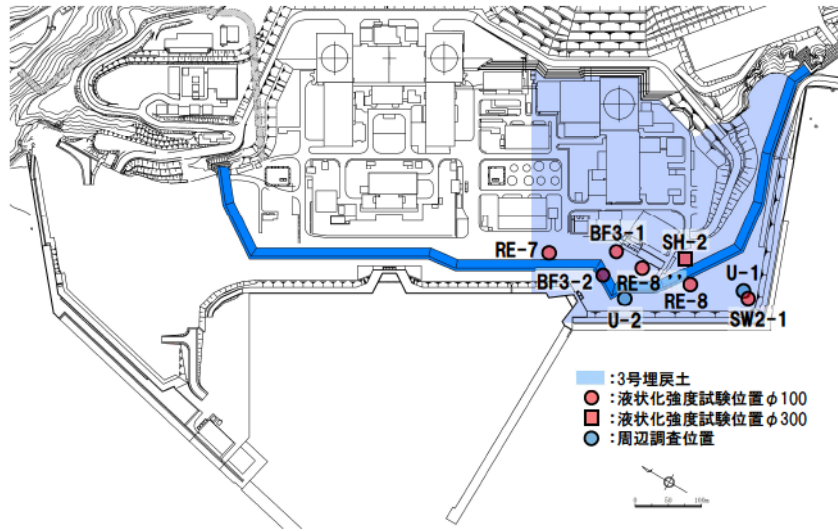 BF3-1
SH-2
RE-7
U-1
BF3-2
RE-8
RE-8
U-2
SW2-1
:3号埋戻土
:液状化強度試験位置φ100
:液状化強度試験位置φ300
:周辺調査位置
0 50 100m